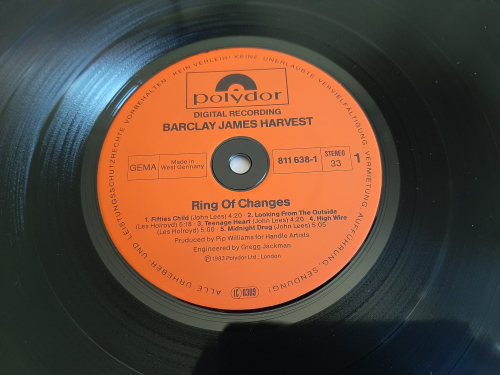 ALLE URHEBER- UND LEISTUNGSSCHUTZRECHTE VORBEHALTEN · KEIN VERLEIH! KEINE UNERLAUBTE VERVIELFÄLTIGUNG, VERMIETUNG, AUFFÜHRUNG, SENDUNG!
polydor
DIGITAL RECORDING
BARCLAY JAMES HARVEST
GEMA
Made in
West Germany
811 638-1
STEREO
33
1
Ring Of Changes
1. Fifties Child (John Lees) 4:20 · 2. Looking From The Outside
(Les Holroyd) 5:18 · 3. Teenage Heart (John Lees) 4:20 · 4. High Wire
(Les Holroyd) 5:00 · 5. Midnight Drug (John Lees) 5:05
Produced by Pip Williams for Handle Artists
Engineered by Gregg Jackman
Ⓟ 1983 Polydor Ltd., London
LC 6309